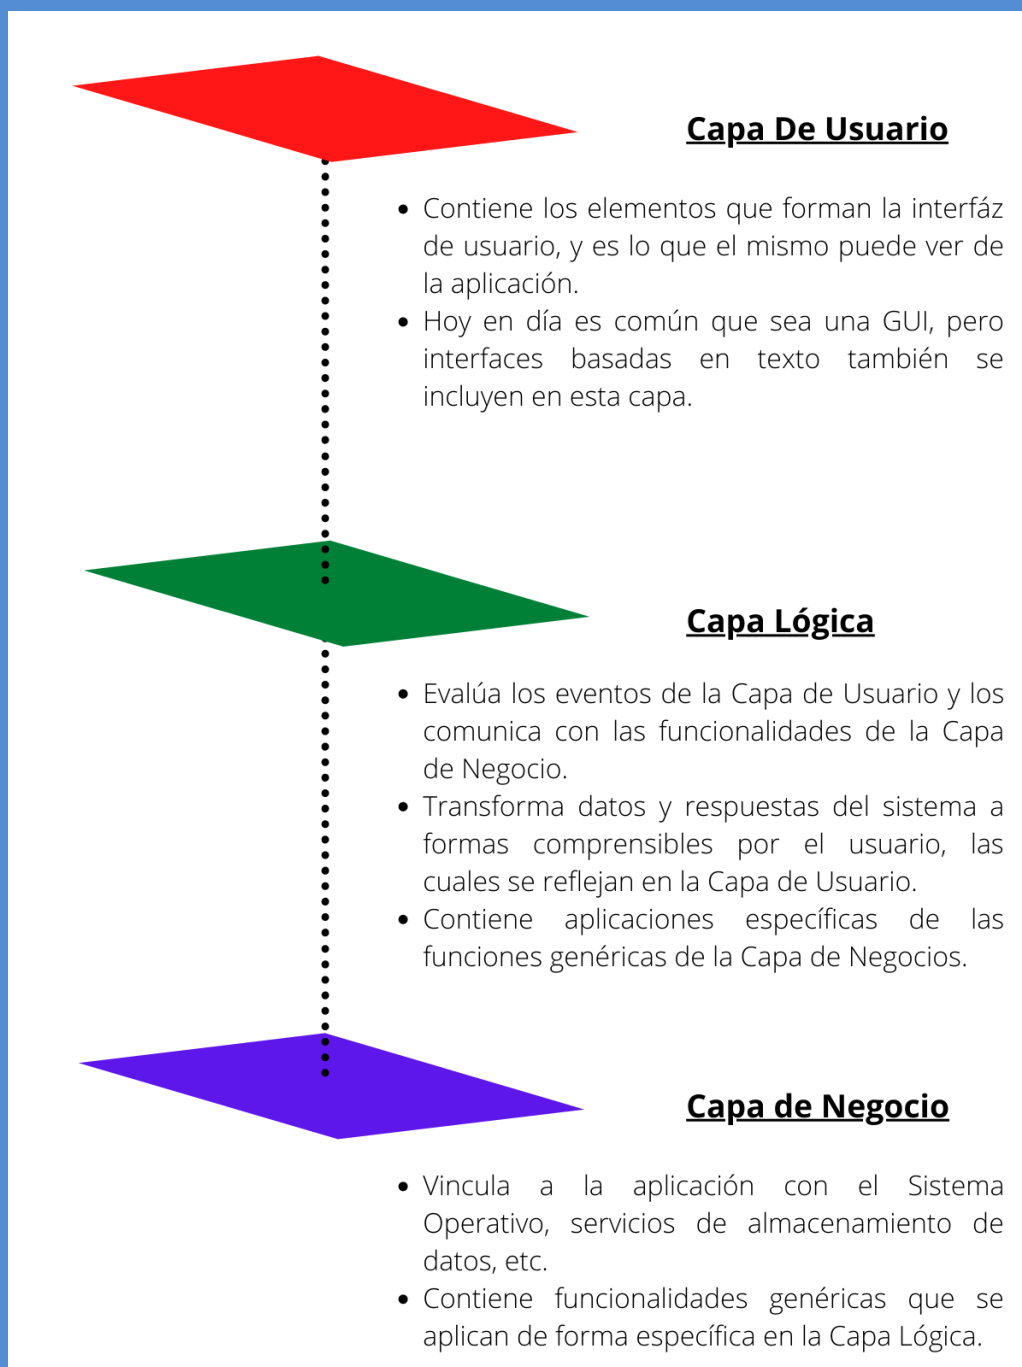 Capa De Usuario
• Contiene los elementos que forman la interfáz
de usuario, y es lo que el mismo puede ver de
la aplicación.
• Hoy en día es común que sea una GUI, pero
interfaces basadas en texto también se
incluyen en esta capa.
Capa Lógica
• Evalúa los eventos de la Capa de Usuario y los
comunica con las funcionalidades de la Capa
de Negocio.
• Transforma datos y respuestas del sistema a
formas comprensibles por el usuario, las
cuales se reflejan en la Capa de Usuario.
• Contiene aplicaciones específicas de las
funciones genéricas de la Capa de Negocios.
Capa de Negocio
• Vincula a la aplicación con el Sistema
Operativo, servicios de almacenamiento de
datos, etc.
• Contiene funcionalidades genéricas que se
aplican de forma específica en la Capa Lógica.